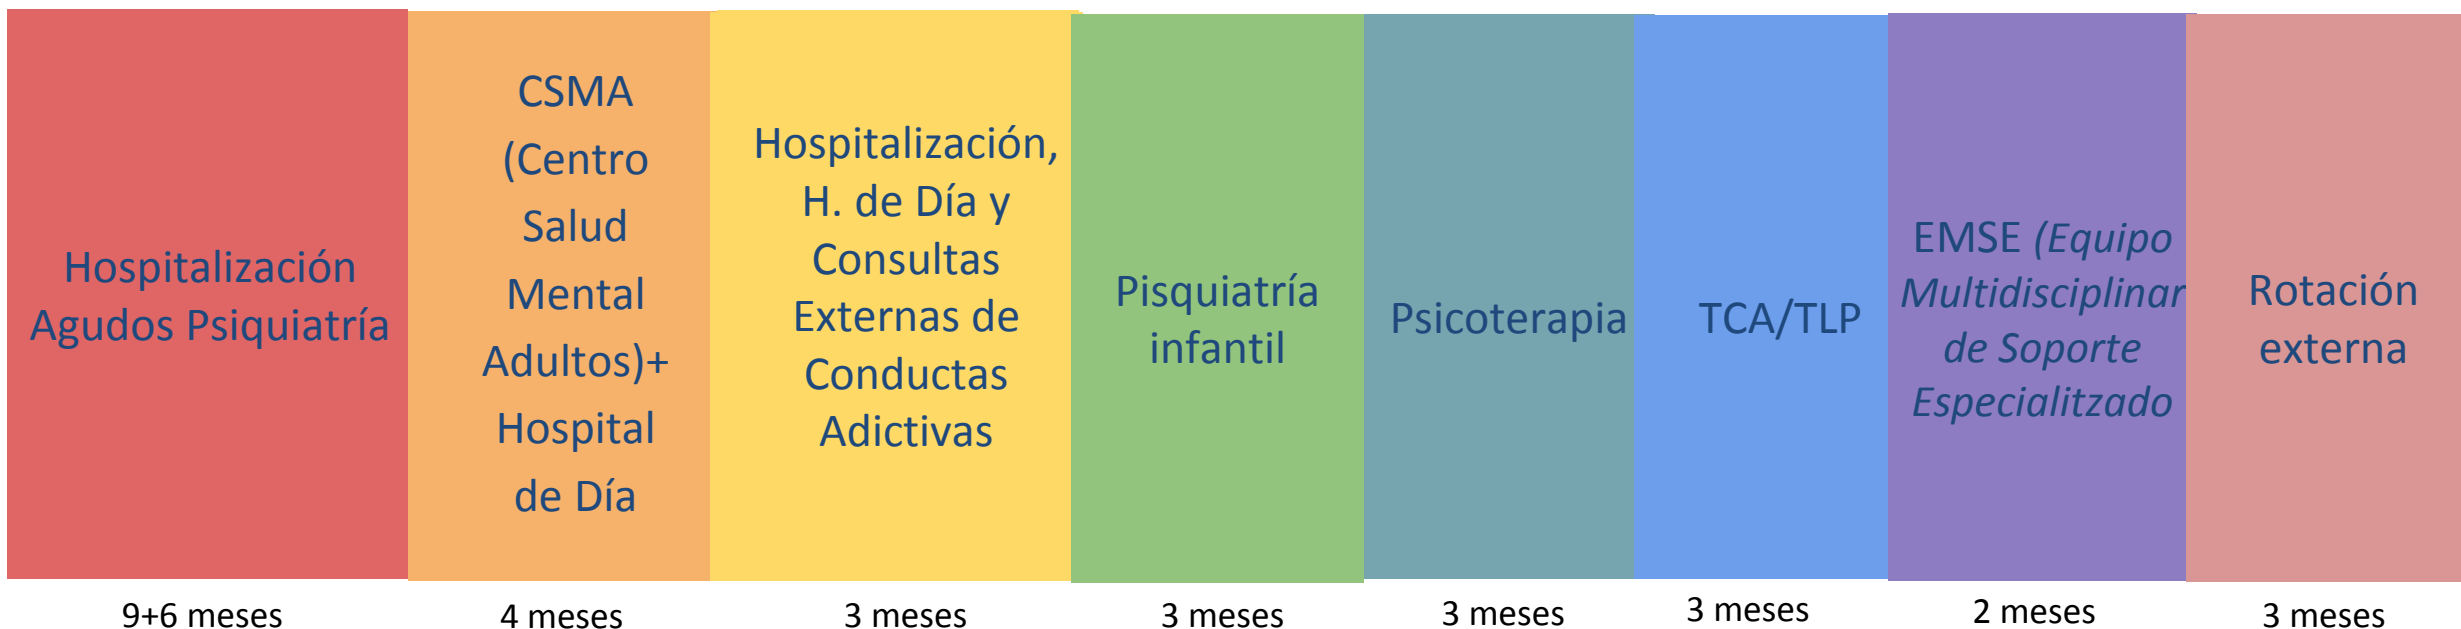 Hospitalización
Agudos Psiquiatría
CSMA
(Centro
Salud
Mental
Adultos)+
Hospital
de Día
Hospitalización,
H. de Día y
Consultas
Externas de
Conductas
Adictivas
Pisquiatría
infantil
Psicoterapia
TCA/TLP
EMSE (Equipo
Multidisciplinar
de Soporte
Especialitzado
Rotación
externa
9+6 meses
4 meses
3 meses
3 meses
3 meses
3 meses
2 meses
3 meses